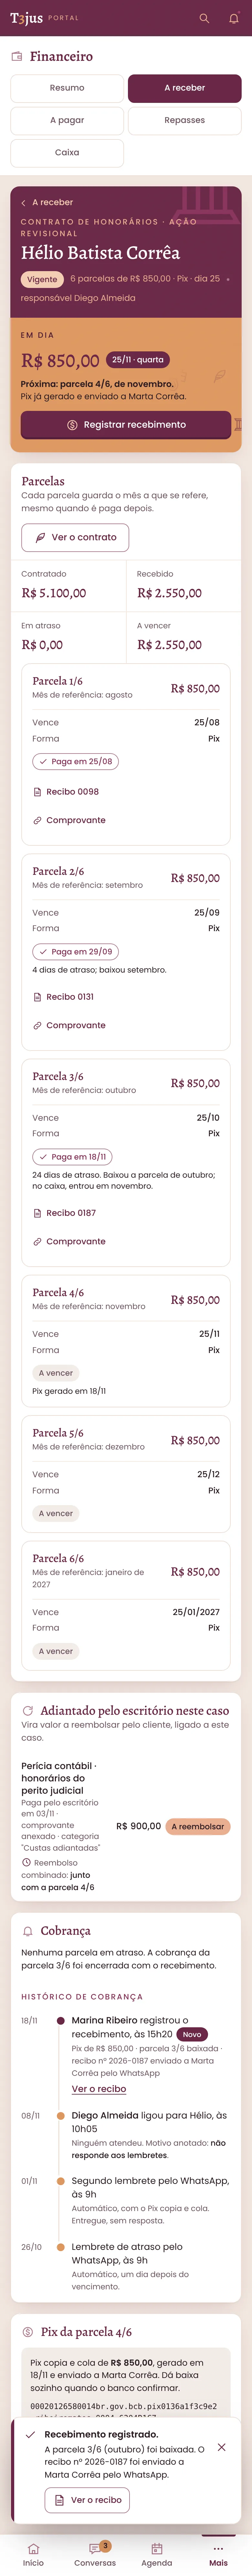 T3jus PORTAL
Financeiro
Resumo
A receber
A pagar
Repasses
Caixa
A receber
CONTRATO DE HONORÁRIOS · AÇÃO
REVISIONAL
Hélio Batista Corrêa
Vigente 6 parcelas de R$ 850,00 · Pix · dia 25
responsável Diego Almeida
EM DIA
R$ 850,00 25/11 · quarta
Próxima: parcela 4/6, de novembro.
Pix já gerado e enviado a Marta Corrêa.
Registrar recebimento
Parcelas
Cada parcela guarda o mês a que se refere,
mesmo quando é paga depois.
Ver o contrato
Contratado
R$ 5.100,00
Recebido
R$ 2.550,00
Em atraso
R$ 0,00
A vencer
R$ 2.550,00
Parcela 1/6
Mês de referência: agosto
R$ 850,00
Vence 25/08
Forma Pix
Paga em 25/08
Recibo 0098
Comprovante
Parcela 2/6
Mês de referência: setembro
R$ 850,00
Vence 25/09
Forma Pix
Paga em 29/09
4 dias de atraso; baixou setembro.
Recibo 0131
Comprovante
Parcela 3/6
Mês de referência: outubro
R$ 850,00
Vence 25/10
Forma Pix
Paga em 18/11
24 dias de atraso. Baixou a parcela de outubro;
no caixa, entrou em novembro.
Recibo 0187
Comprovante
Parcela 4/6
Mês de referência: novembro
R$ 850,00
Vence 25/11
Forma Pix
A vencer
Pix gerado em 18/11
Parcela 5/6
Mês de referência: dezembro
R$ 850,00
Vence 25/12
Forma Pix
A vencer
Parcela 6/6
Mês de referência: janeiro de
2027
R$ 850,00
Vence 25/01/2027
Forma Pix
A vencer
Adiantado pelo escritório neste caso
Vira valor a reembolsar pelo cliente, ligado a este
caso.
Perícia contábil ·
honorários do
perito judicial
Paga pelo escritório
em 03/11 ·
comprovante
anexado · categoria
"Custas adiantadas"
Reembolso
combinado: junto
com a parcela 4/6
R$ 900,00 A reembolsar
Cobrança
Nenhuma parcela em atraso. A cobrança da
parcela 3/6 foi encerrada com o recebimento.
HISTÓRICO DE COBRANÇA
18/11
Marina Ribeiro registrou o
recebimento, às 15h20 Novo
Pix de R$ 850,00 · parcela 3/6 baixada ·
recibo nº 2026-0187 enviado a Marta
Corrêa pelo WhatsApp
Ver o recibo
08/11
Diego Almeida ligou para Hélio, às
10h05
Ninguém atendeu. Motivo anotado: não
responde aos lembretes.
01/11
Segundo lembrete pelo WhatsApp,
às 9h
Automático, com o Pix copia e cola.
Entregue, sem resposta.
26/10
Lembrete de atraso pelo
WhatsApp, às 9h
Automático, um dia depois do
vencimento.
Pix da parcela 4/6
Pix copia e cola de R$ 850,00, gerado em
18/11 e enviado a Marta Corrêa. Dá baixa
sozinho quando o banco confirmar.
00020126580014br.gov.bcb.pix0136a1f3c9e2
Recebimento registrado.
A parcela 3/6 (outubro) foi baixada. O
recibo nº 2026-0187 foi enviado a
Marta Corrêa pelo WhatsApp.
Ver o recibo
Início
3
Conversas
Agenda
Mais